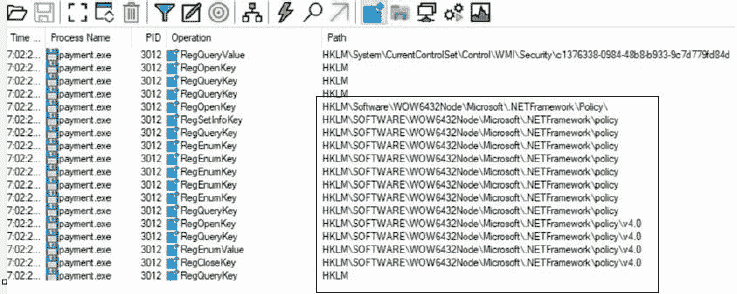 Time ... Process Name PID Operation Path
7:02:2... payment.exe 3012 RegQueryValue HKLM\System\CurrentControlSet\Control\WMI\Security\c1376338-0984-48b8-b933-9c7d779fd84d
7:02:2... payment.exe 3012 RegOpenKey HKLM
7:02:2... payment.exe 3012 RegQueryKey HKLM
7:02:2... payment.exe 3012 RegQueryKey HKLM
7:02:2... payment.exe 3012 RegOpenKey HKLM\Software\WOW6432Node\Microsoft\.NETFramework\Policy\
7:02:2... payment.exe 3012 RegSetInfoKey HKLM\SOFTWARE\WOW6432Node\Microsoft\.NETFramework\policy
7:02:2... payment.exe 3012 RegQueryKey HKLM\SOFTWARE\WOW6432Node\Microsoft\.NETFramework\policy
7:02:2... payment.exe 3012 RegEnumKey HKLM\SOFTWARE\WOW6432Node\Microsoft\.NETFramework\policy
7:02:2... payment.exe 3012 RegEnumKey HKLM\SOFTWARE\WOW6432Node\Microsoft\.NETFramework\policy
7:02:2... payment.exe 3012 RegEnumKey HKLM\SOFTWARE\WOW6432Node\Microsoft\.NETFramework\policy
7:02:2... payment.exe 3012 RegEnumKey HKLM\SOFTWARE\WOW6432Node\Microsoft\.NETFramework\policy
7:02:2... payment.exe 3012 RegEnumKey HKLM\SOFTWARE\WOW6432Node\Microsoft\.NETFramework\policy
7:02:2... payment.exe 3012 RegQueryKey HKLM\SOFTWARE\WOW6432Node\Microsoft\.NETFramework\policy
7:02:2... payment.exe 3012 RegOpenKey HKLM\SOFTWARE\WOW6432Node\Microsoft\.NETFramework\policy\v4.0
7:02:2... payment.exe 3012 RegQueryKey HKLM\SOFTWARE\WOW6432Node\Microsoft\.NETFramework\policy\v4.0
7:02:2... payment.exe 3012 RegEnumValue HKLM\SOFTWARE\WOW6432Node\Microsoft\.NETFramework\policy\v4.0
7:02:2... payment.exe 3012 RegCloseKey HKLM\SOFTWARE\WOW6432Node\Microsoft\.NETFramework\policy\v4.0
7:02:2... payment.exe 3012 RegQueryKey HKLM